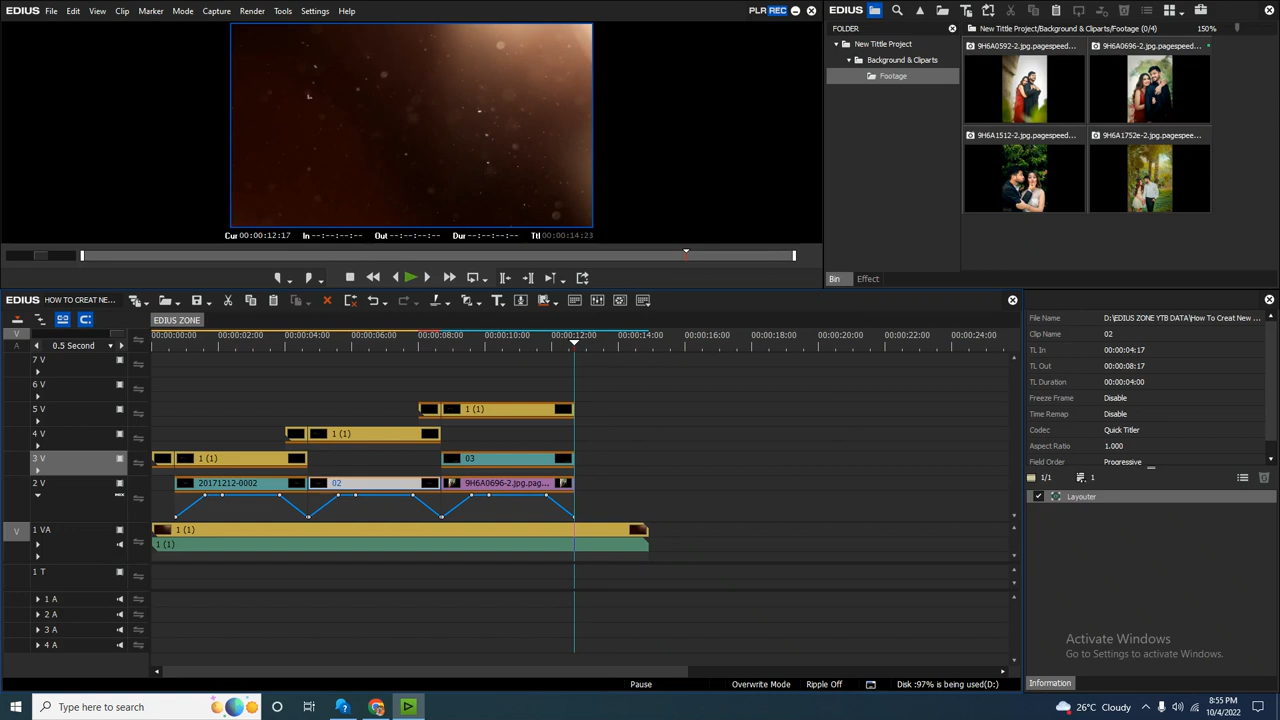 EDIUS File Edit View Clip Marker Mode Capture Render Tools Settings Help PLR REC
Cur 00:00:12:17 In --:--:--:-- Out --:--:--:-- Dur --:--:--:-- Ttl 00:00:14:23
EDIUS
FOLDER
New Tittle Project/Background & Cliparts/Footage (0/4) 150%
New Tittle Project
Background & Cliparts
Footage
9H6A0592-2.jpg.pagespeed... 9H6A0696-2.jpg.pagespeed...
9H6A1512-2.jpg.pagespeed... 9H6A1752e-2.jpg.pagespee...
Bin Effect
EDIUS HOW TO CREAT NE...
EDIUS ZONE
V
A 0.5 Second
00:00:00:00 00:00:02:00 00:00:04:00 00:00:06:00 00:00:08:00 00:00:10:00 00:00:12:00 00:00:14:00 00:00:16:00 00:00:18:00 00:00:20:00 00:00:22:00 00:00:24:00
7 V
6 V
5 V 1 (1)
4 V 1 (1)
3 V 1 (1) 03
2 V 20171212-0002 02 9H6A0696-2.jpg.pag...
V 1 VA 1 (1)
1 (1)
1 T
1 A
2 A
3 A
4 A
Pause Overwrite Mode Ripple Off Disk :97% is being used(D:)
File Name D:\EDIUS ZONE YTB DATA\How To Creat New ...
Clip Name 02
TL In 00:00:04:17
TL Out 00:00:08:17
TL Duration 00:00:04:00
Freeze Frame Disable
Time Remap Disable
Codec Quick Titler
Aspect Ratio 1.000
Field Order Progressive
1/1 1
Layouter
Activate Windows
Go to Settings to activate Windows.
Information
Type here to search
26°C Cloudy
8:55 PM
10/4/2022